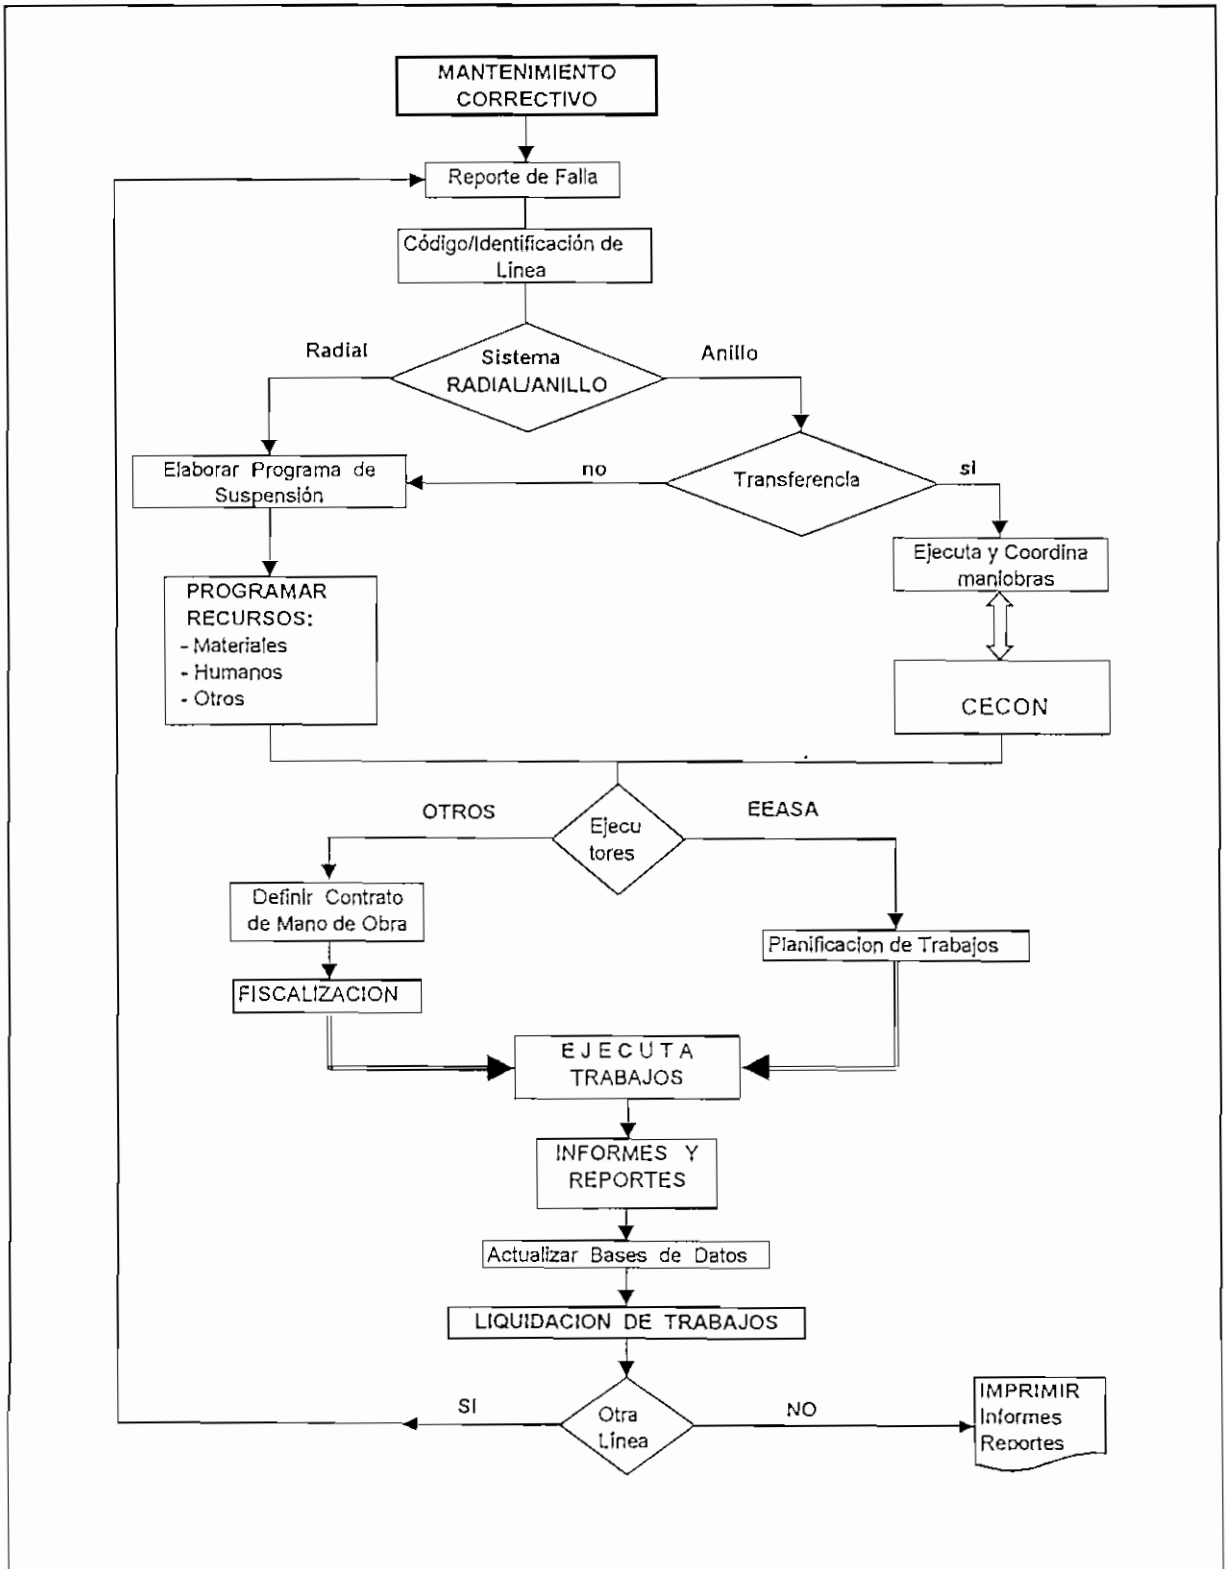 MANTENIMIENTO
CORRECTIVO
Reporte de Falla
Código/Identificación de
Línea
Radial
Sistema
RADIAL/ANILLO
Anillo
Elaborar Programa de
Suspensión
no
Transferencia
si
Ejecuta y Coordina
maniobras
PROGRAMAR
RECURSOS:
- Materiales
- Humanos
- Otros
CECON
OTROS
Ejecu
tores
EEASA
Definir Contrato
de Mano de Obra
Planificacion de Trabajos
FISCALIZACION
EJECUTA
TRABAJOS
INFORMES Y
REPORTES
Actualizar Bases de Datos
LIQUIDACION DE TRABAJOS
SI
Otra
Línea
NO
IMPRIMIR
Informes
Reportes